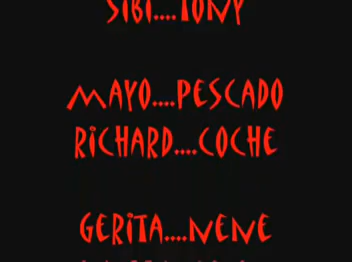 SIBI....TONY
MAYO....PESCADO
RICHARD....COCHE
GERITA....NENE